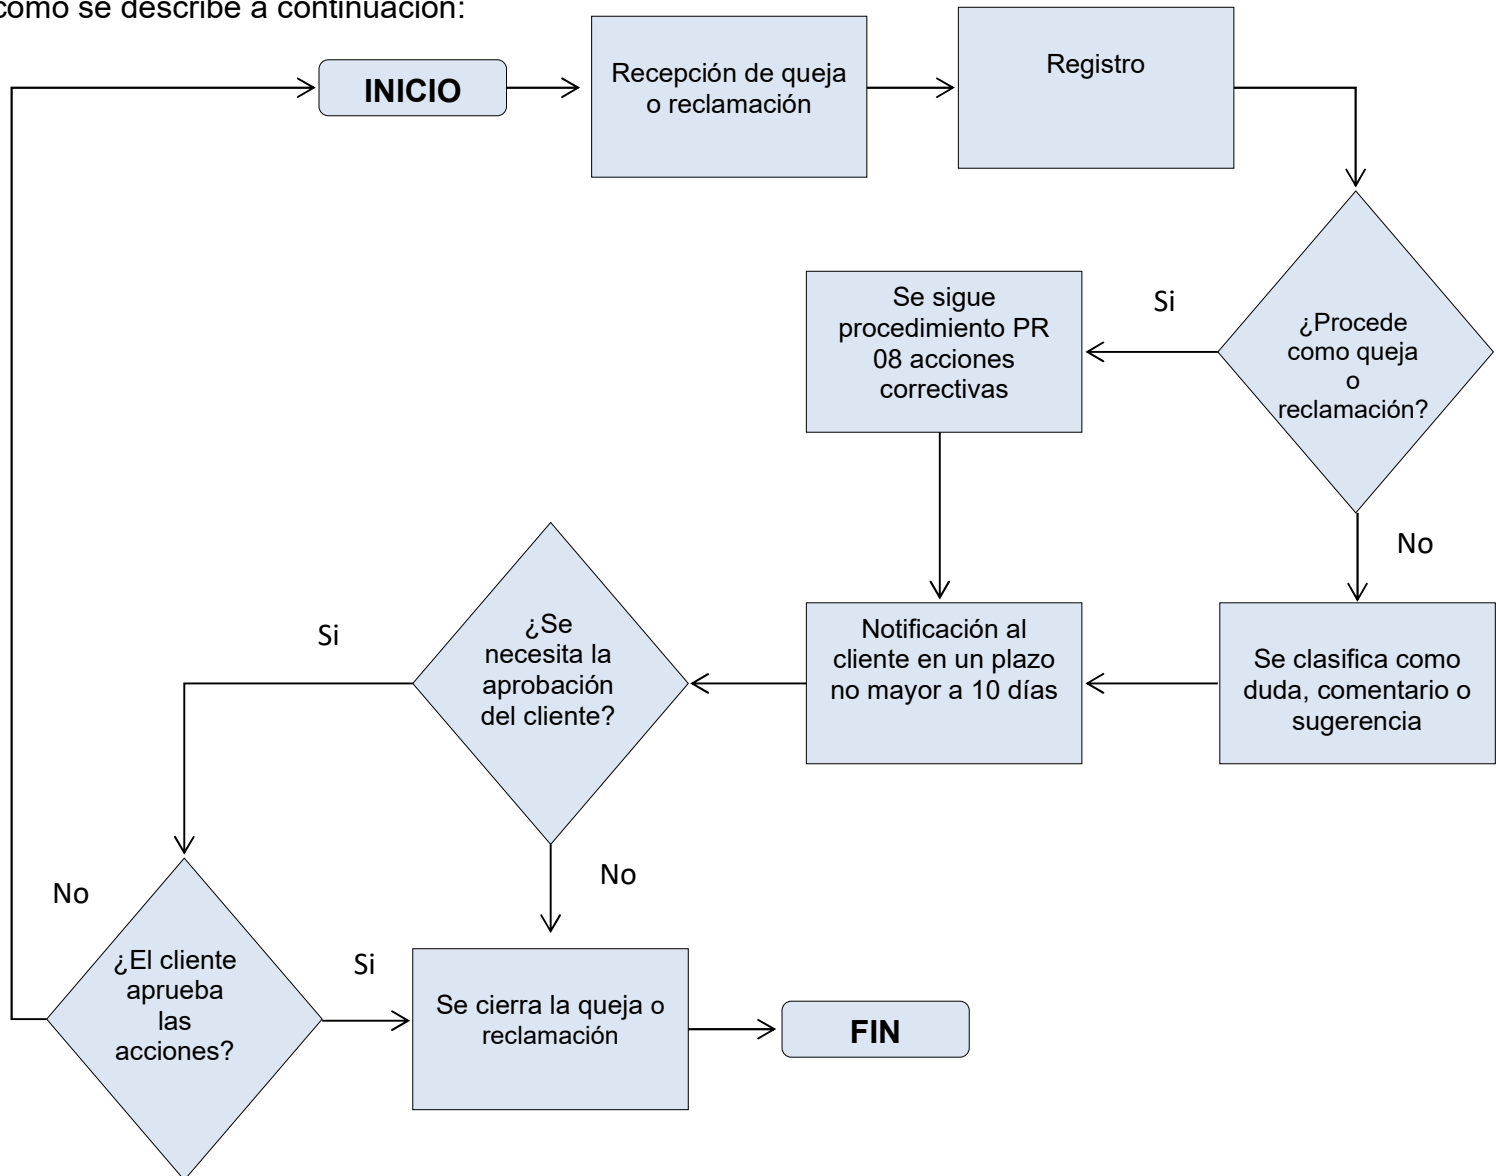 como se describe a continuación:
INICIO
Recepción de queja
o reclamación
Registro
¿Procede
como queja
o
reclamación?
Si
Se sigue
procedimiento PR
08 acciones
correctivas
No
Se clasifica como
duda, comentario o
sugerencia
Notificación al
cliente en un plazo
no mayor a 10 días
¿Se
necesita la
aprobación
del cliente?
Si
No
¿El cliente
aprueba
las
acciones?
No
Si
Se cierra la queja o
reclamación
FIN